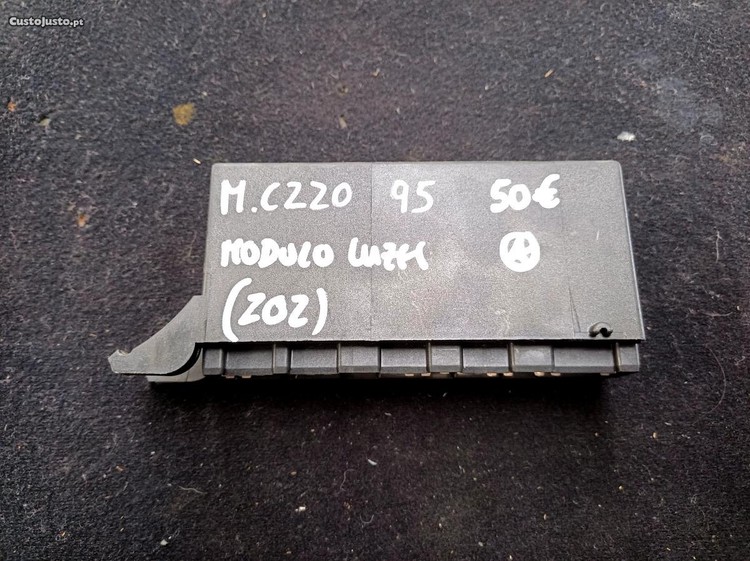 CustoJusto.pt
M.C220 95 50€
MODULO LUZES
(202)